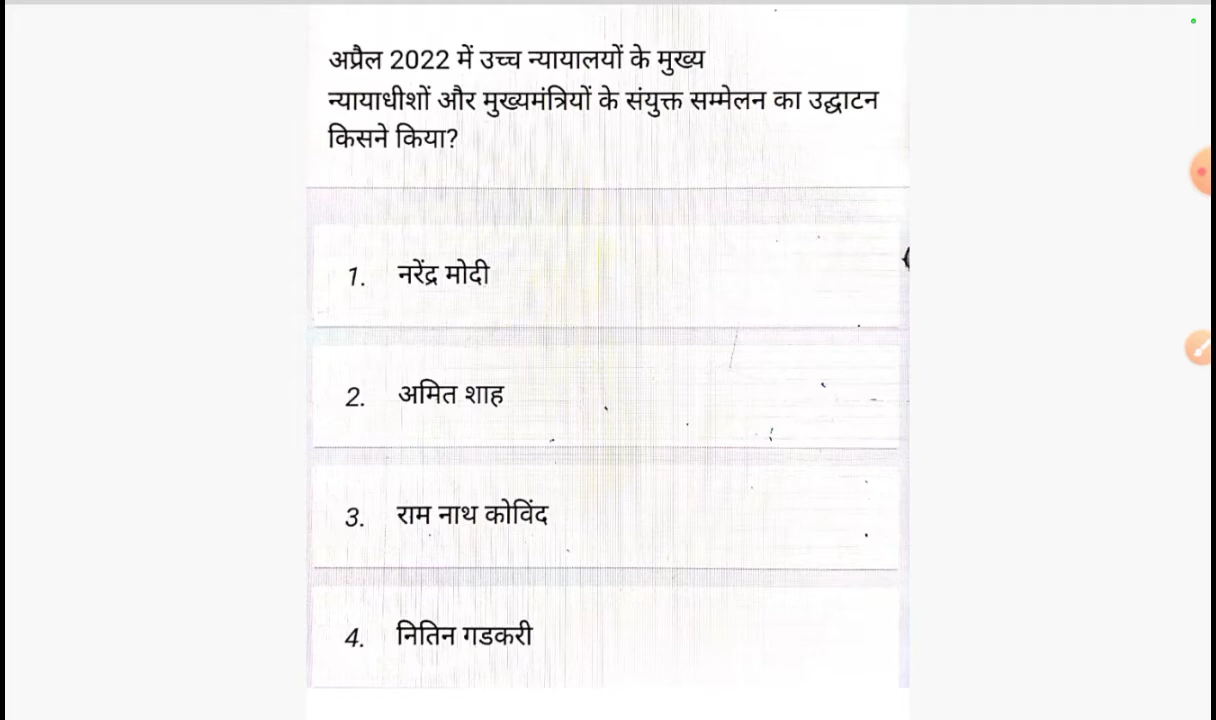 अप्रैल 2022 में उच्च न्यायालयों के मुख्य
न्यायाधीशों और मुख्यमंत्रियों के संयुक्त सम्मेलन का उद्घाटन
किसने किया?
1. नरेंद्र मोदी
2. अमित शाह
3. राम नाथ कोविंद
4. नितिन गडकरी